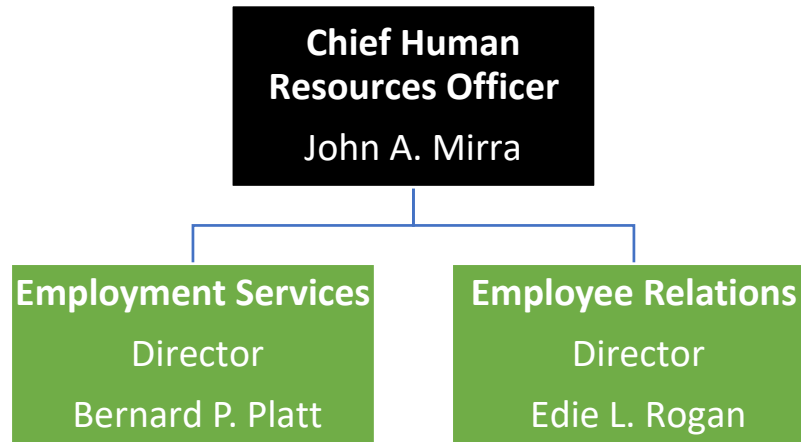 Chief Human
Resources Officer
John A. Mirra
Employment Services
Director
Bernard P. Platt
Employee Relations
Director
Edie L. Rogan